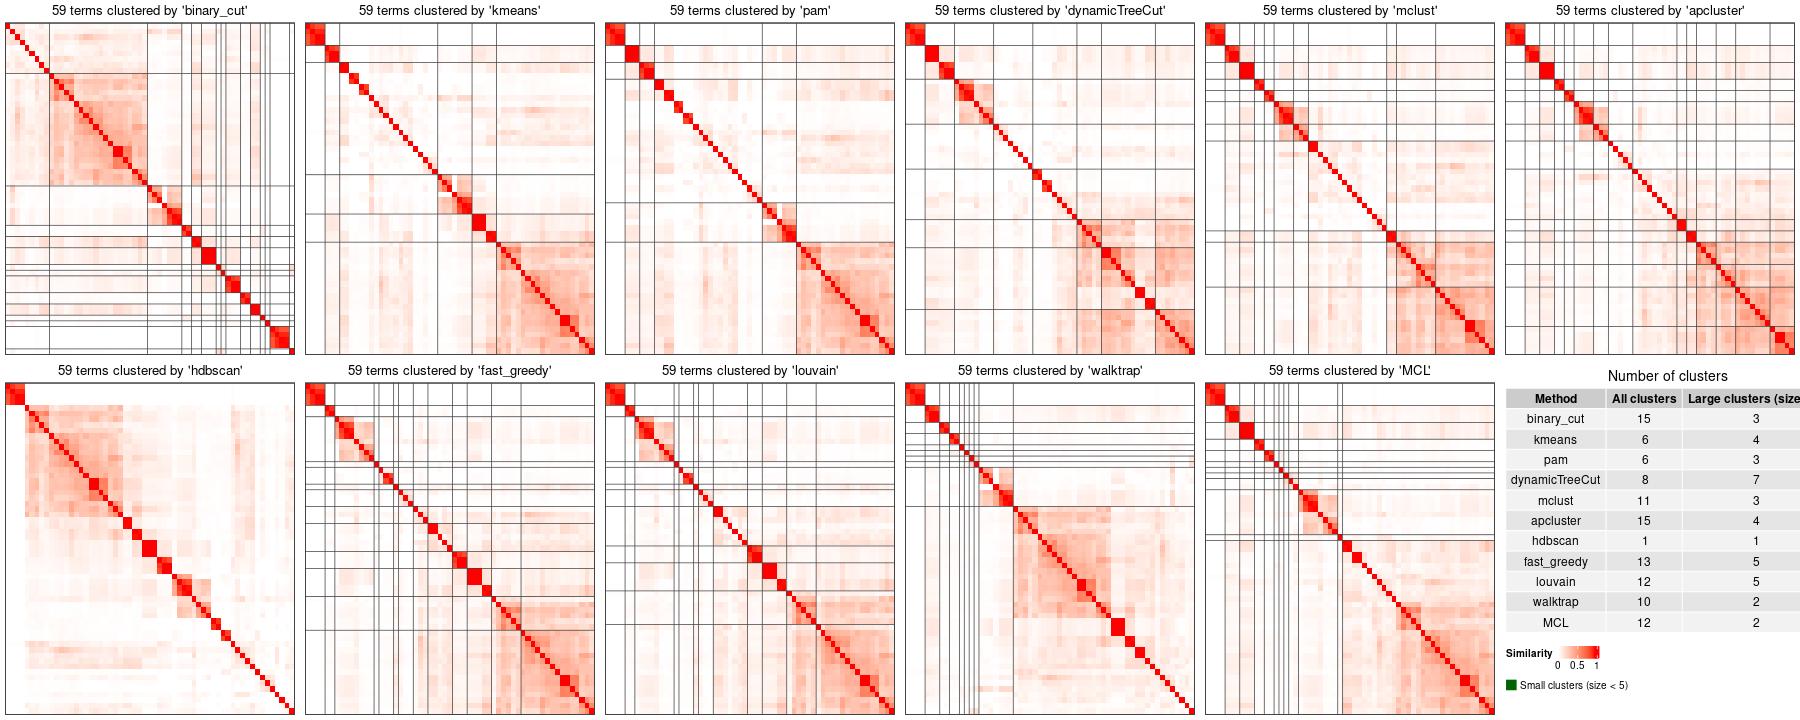 59 terms clustered by 'binary_cut'
59 terms clustered by 'kmeans'
59 terms clustered by 'pam'
59 terms clustered by 'dynamicTreeCut'
59 terms clustered by 'mclust'
59 terms clustered by 'apcluster'
59 terms clustered by 'hdbscan'
59 terms clustered by 'fast_greedy'
59 terms clustered by 'louvain'
59 terms clustered by 'walktrap'
59 terms clustered by 'MCL'
Number of clusters
Method All clusters Large clusters (size
binary_cut 15 3
kmeans 6 4
pam 6 3
dynamicTreeCut 8 7
mclust 11 3
apcluster 15 4
hdbscan 1 1
fast_greedy 13 5
louvain 12 5
walktrap 10 2
MCL 12 2
Similarity
0 0.5 1
Small clusters (size < 5)